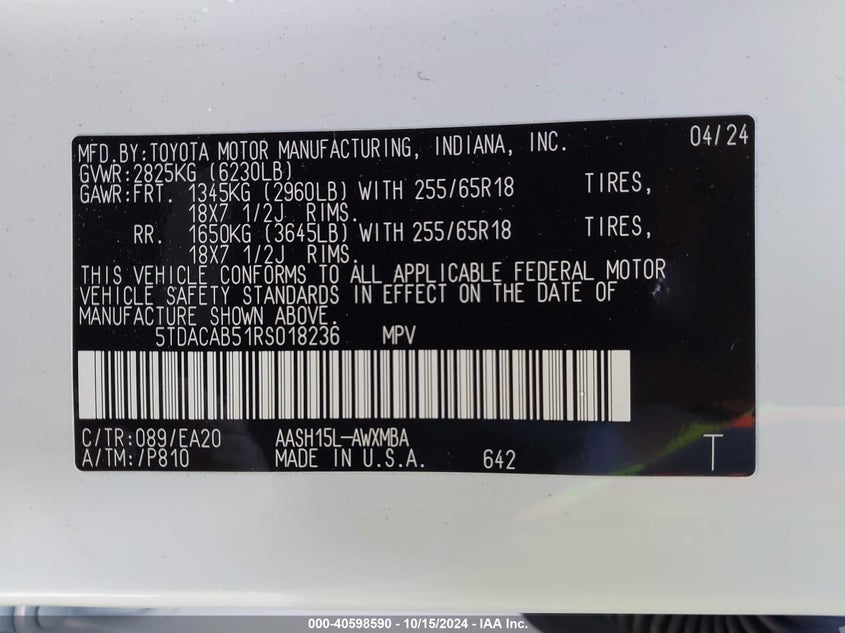 MFD.BY:TOYOTA MOTOR MANUFACTURING, INDIANA, INC. 04/24
GVWR:2825KG (6230LB)
GAWR:FRT. 1345KG (2960LB) WITH 255/65R18 TIRES,
18X7 1/2J RIMS.
RR. 1650KG (3645LB) WITH 255/65R18 TIRES,
18X7 1/2J RIMS.
THIS VEHICLE CONFORMS TO ALL APPLICABLE FEDERAL MOTOR
VEHICLE SAFETY STANDARDS IN EFFECT ON THE DATE OF
MANUFACTURE SHOWN ABOVE.
5TDACAB51RS018236 MPV
C/TR:089/EA20 AASH15L-AWXMBA
A/TM:/P810 MADE IN U.S.A. 642 T
000-40598590 - 10/15/2024 - IAA Inc.